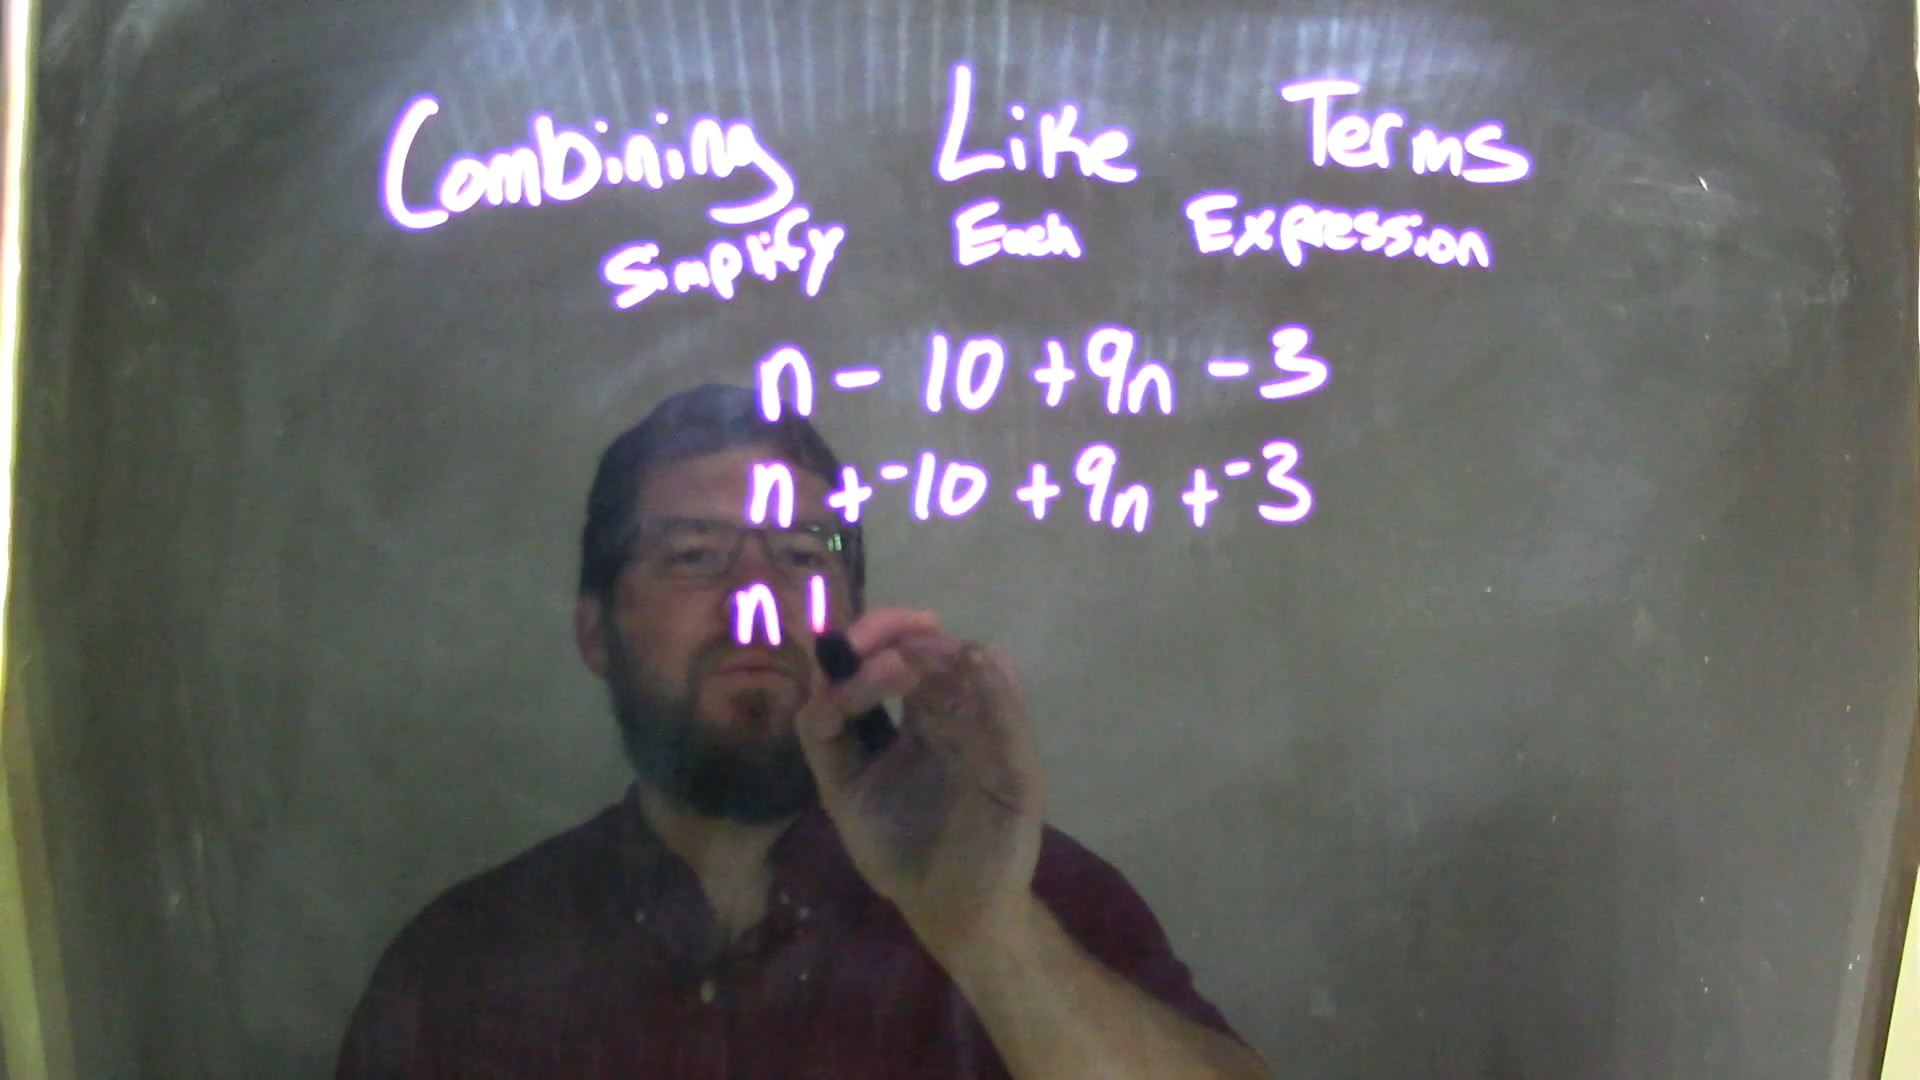 Combining Like Terms
Simplify Each Expression
n - 10 + 9n - 3
n + -10 + 9n + -3
n |